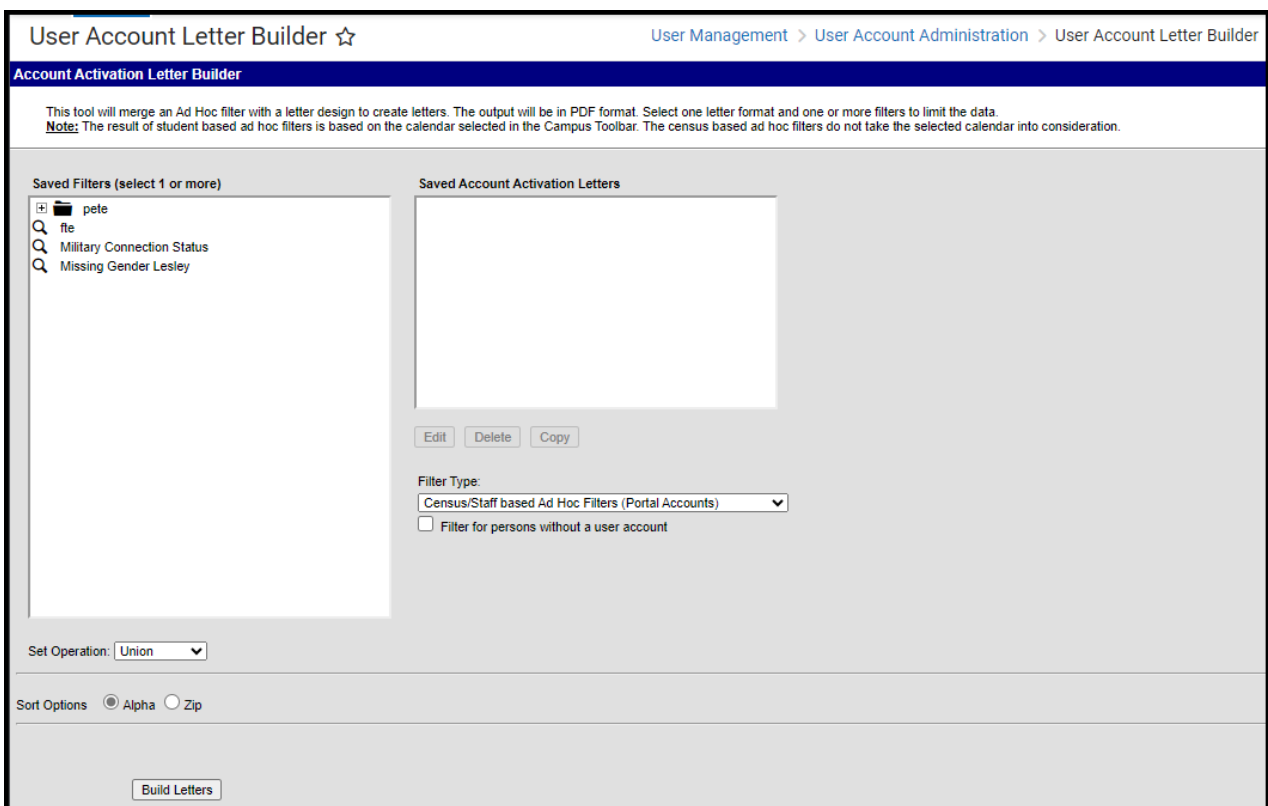 User Account Letter Builder
User Management > User Account Administration > User Account Letter Builder
Account Activation Letter Builder
This tool will merge an Ad Hoc filter with a letter design to create letters. The output will be in PDF format. Select one letter format and one or more filters to limit the data.
Note: The result of student based ad hoc filters is based on the calendar selected in the Campus Toolbar. The census based ad hoc filters do not take the selected calendar into consideration.
Saved Filters (select 1 or more)
pete
fte
Military Connection Status
Missing Gender Lesley
Saved Account Activation Letters
Edit Delete Copy
Filter Type:
Census/Staff based Ad Hoc Filters (Portal Accounts)
Filter for persons without a user account
Set Operation: Union
Sort Options Alpha Zip
Build Letters